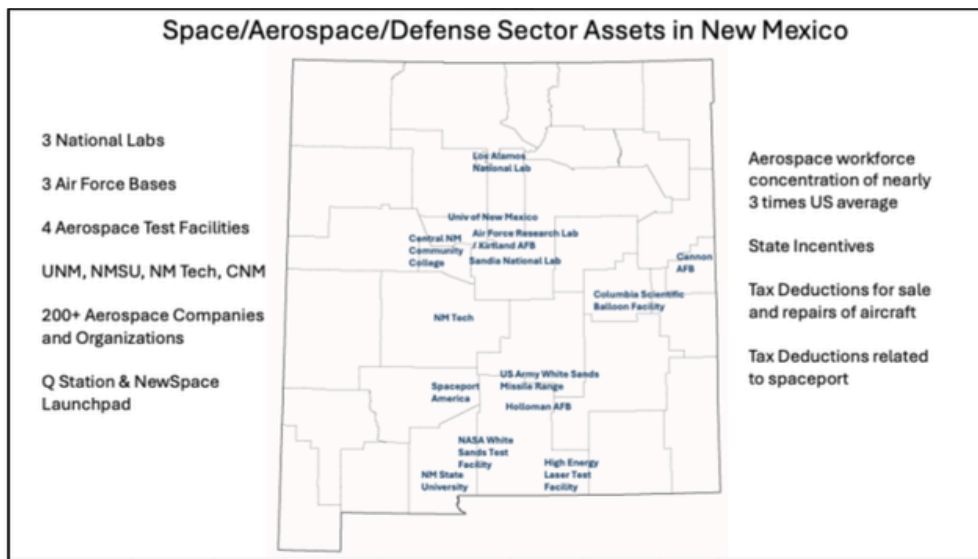 Space/Aerospace/Defense Sector Assets in New Mexico
3 National Labs
3 Air Force Bases
4 Aerospace Test Facilities
UNM, NMSU, NM Tech, CNM
200+ Aerospace Companies
and Organizations
Q Station & NewSpace
Launchpad
Los Alamos
National Lab
Univ of New Mexico
Central NM
Community
College
Air Force Research Lab
/ Kirtland AFB
Sandia National Lab
Cannon
AFB
Columbia Scientific
Balloon Facility
NM Tech
US Army White Sands
Missile Range
Spaceport
America
Holloman AFB
NASA White
Sands Test
Facility
NM State
University
High Energy
Laser Test
Facility
Aerospace workforce
concentration of nearly
3 times US average
State Incentives
Tax Deductions for sale
and repairs of aircraft
Tax Deductions related
to spaceport